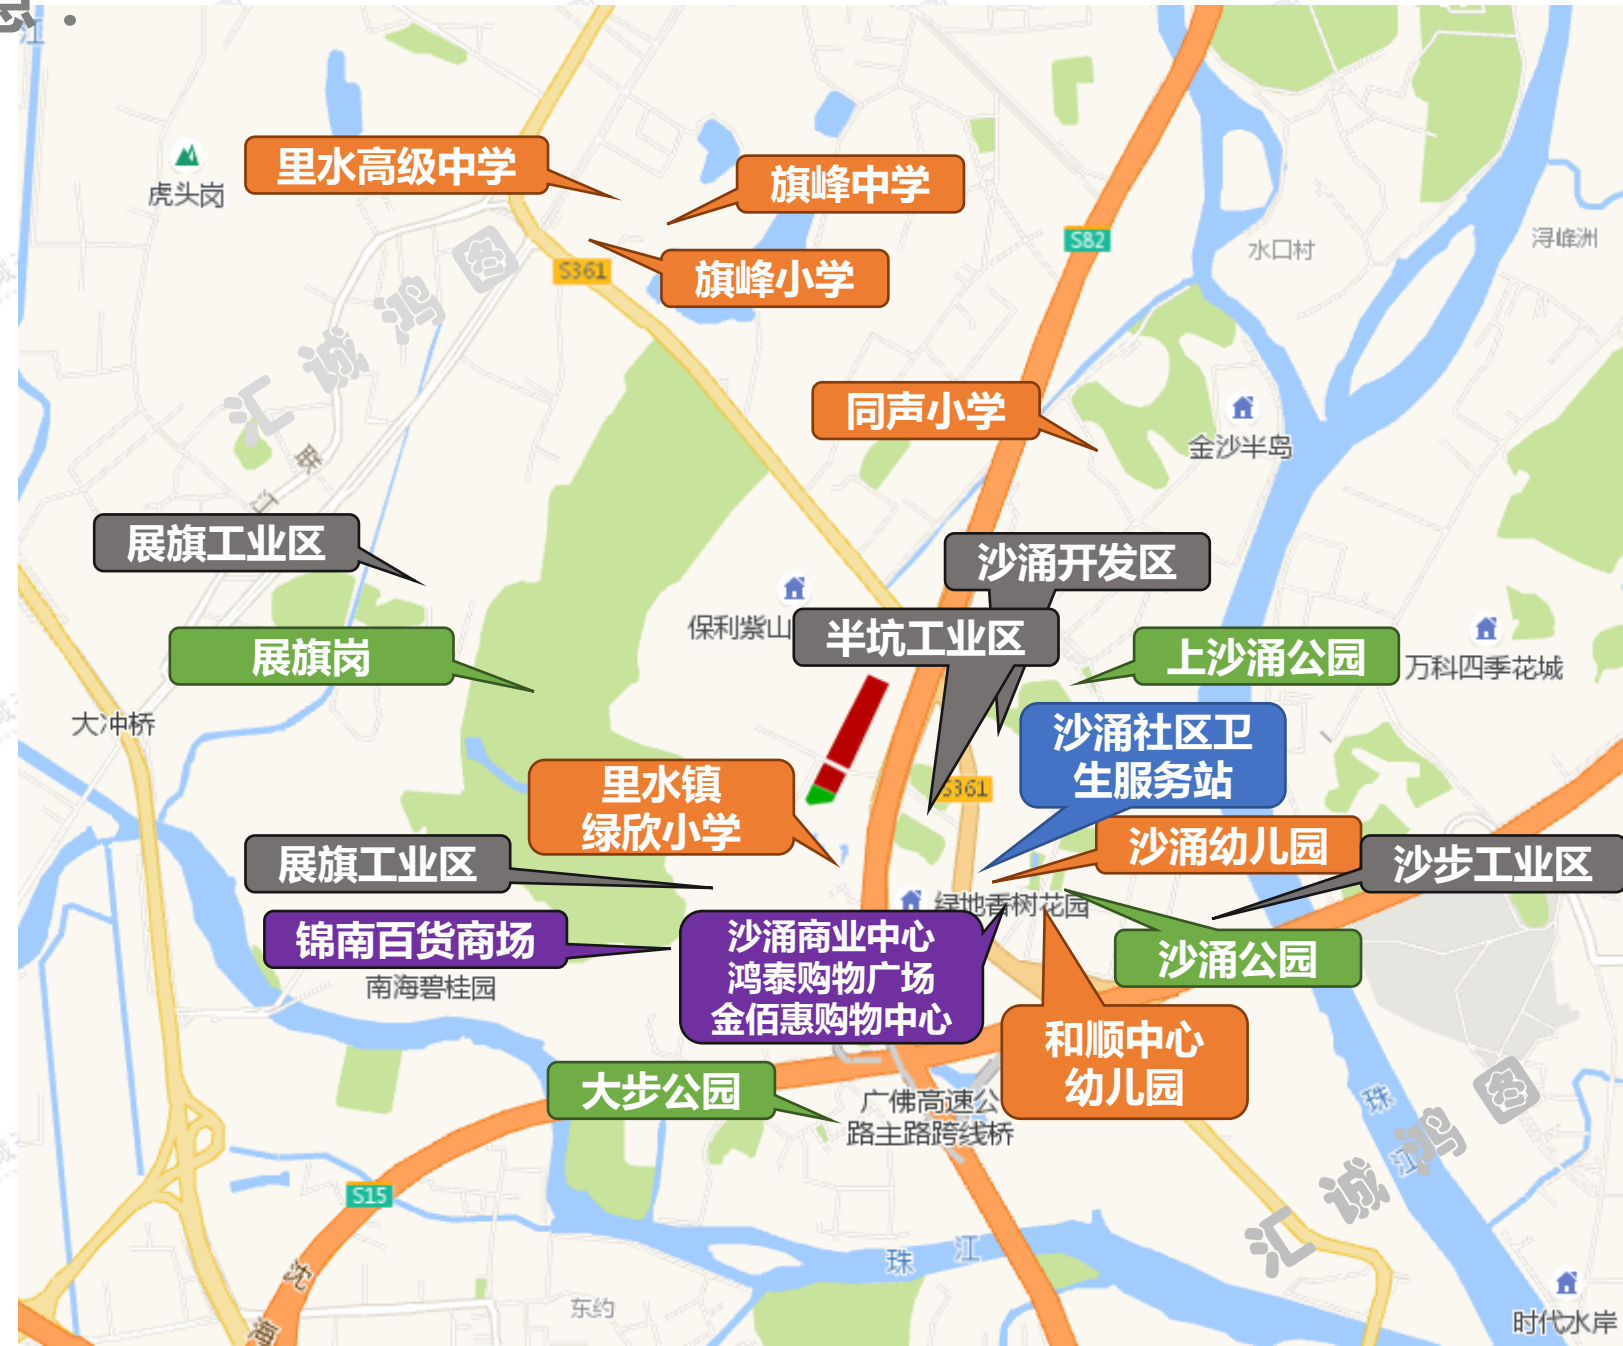 江
里水高级中学
旗峰中学
虎头岗
S82
浔峰洲
水口村
旗峰小学
S361
汇诚鸿图
同声小学
金沙半岛
联
江
展旗工业区
沙涌开发区
保利紫山
半坑工业区
展旗岗
上沙涌公园
万科四季花城
大冲桥
沙涌社区卫
生服务站
里水镇
绿欣小学
S361
沙涌幼儿园
展旗工业区
沙步工业区
绿地香树花园
锦南百货商场
沙涌商业中心
鸿泰购物广场
金佰惠购物中心
沙涌公园
南海碧桂园
和顺中心
幼儿园
大步公园
广佛高速公
路主路跨线桥
珠
江
汇诚鸿图
S15
珠江
沈
海
东约
时代水岸